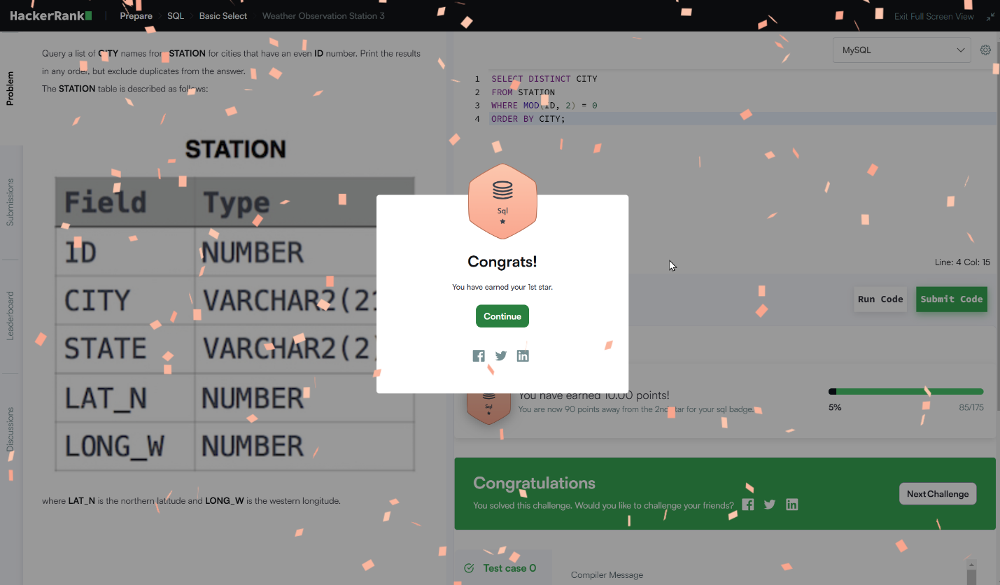 HackerRank | Prepare > SQL > Basic Select > Weather Observation Station 3
Exit Full Screen View
Problem
Submissions
Leaderboard
Discussions
Query a list of CITY names from STATION for cities that have an even ID number. Print the results
in any order, but exclude duplicates from the answer.
The STATION table is described as follows:
STATION
Field Type
ID NUMBER
CITY VARCHAR2(21
STATE VARCHAR2(2)
LAT_N NUMBER
LONG_W NUMBER
where LAT_N is the northern latitude and LONG_W is the western longitude.
MySQL
1 SELECT DISTINCT CITY
2 FROM STATION
3 WHERE MOD(ID, 2) = 0
4 ORDER BY CITY;
Line: 4 Col: 15
Run Code
Submit Code
Sql
Congrats!
You have earned your 1st star.
Continue
Sql
You have earned 10.00 points!
You are now 90 points away from the 2nd star for your sql badge.
5% 85/175
Congratulations
You solved this challenge. Would you like to challenge your friends?
Next Challenge
Test case 0
Compiler Message